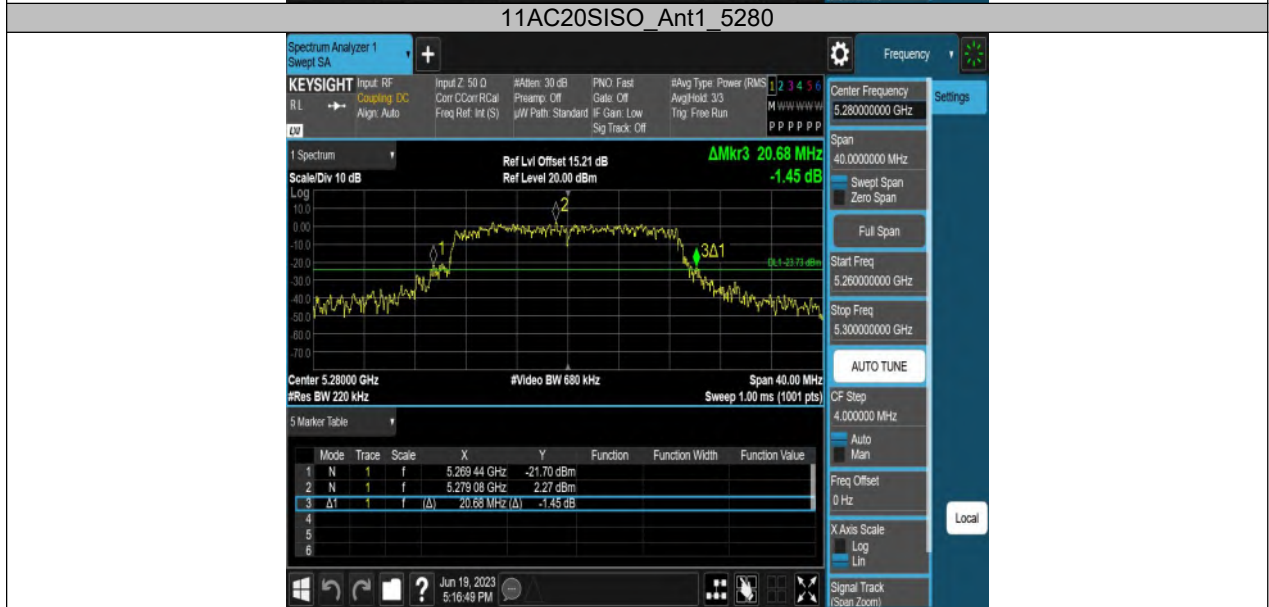 11AC20SISO_Ant1_5280
Spectrum Analyzer 1
Swept SA
+
Frequency
KEYSIGHT Input: RF Input Z: 50 Ω #Atten: 30 dB PNO: Fast #Avg Type: Power (RMS 1 2 3 4 5 6
RL Coupling: DC Corr CCorr RCal Preamp: Off Gate: Off Avg|Hold: 3/3 M W W W W W
Align: Auto Freq Ref: Int (S) µW Path: Standard IF Gain: Low Trig: Free Run
Sig Track: Off P P P P P P
LXI
1 Spectrum
Ref Lvl Offset 15.21 dB ΔMkr3 20.68 MHz
Scale/Div 10 dB Ref Level 20.00 dBm -1.45 dB
Log
10.0
0.00
-10.0
-20.0
-30.0
-40.0
-50.0
-60.0
-70.0
1
2
3Δ1
DL1 -23.73 dBm
Center 5.28000 GHz #Video BW 680 kHz Span 40.00 MHz
#Res BW 220 kHz Sweep 1.00 ms (1001 pts)
5 Marker Table
Mode Trace Scale X Y Function Function Width Function Value
1 N 1 f 5.269 44 GHz -21.70 dBm
2 N 1 f 5.279 08 GHz 2.27 dBm
3 Δ1 1 f (Δ) 20.68 MHz (Δ) -1.45 dB
4
5
6
?
Jun 19, 2023
5:16:49 PM
Center Frequency
5.280000000 GHz
Settings
Span
40.0000000 MHz
Swept Span
Zero Span
Full Span
Start Freq
5.260000000 GHz
Stop Freq
5.300000000 GHz
AUTO TUNE
CF Step
4.000000 MHz
Auto
Man
Freq Offset
0 Hz
X Axis Scale
Log
Lin
Local
Signal Track
(Span Zoom)